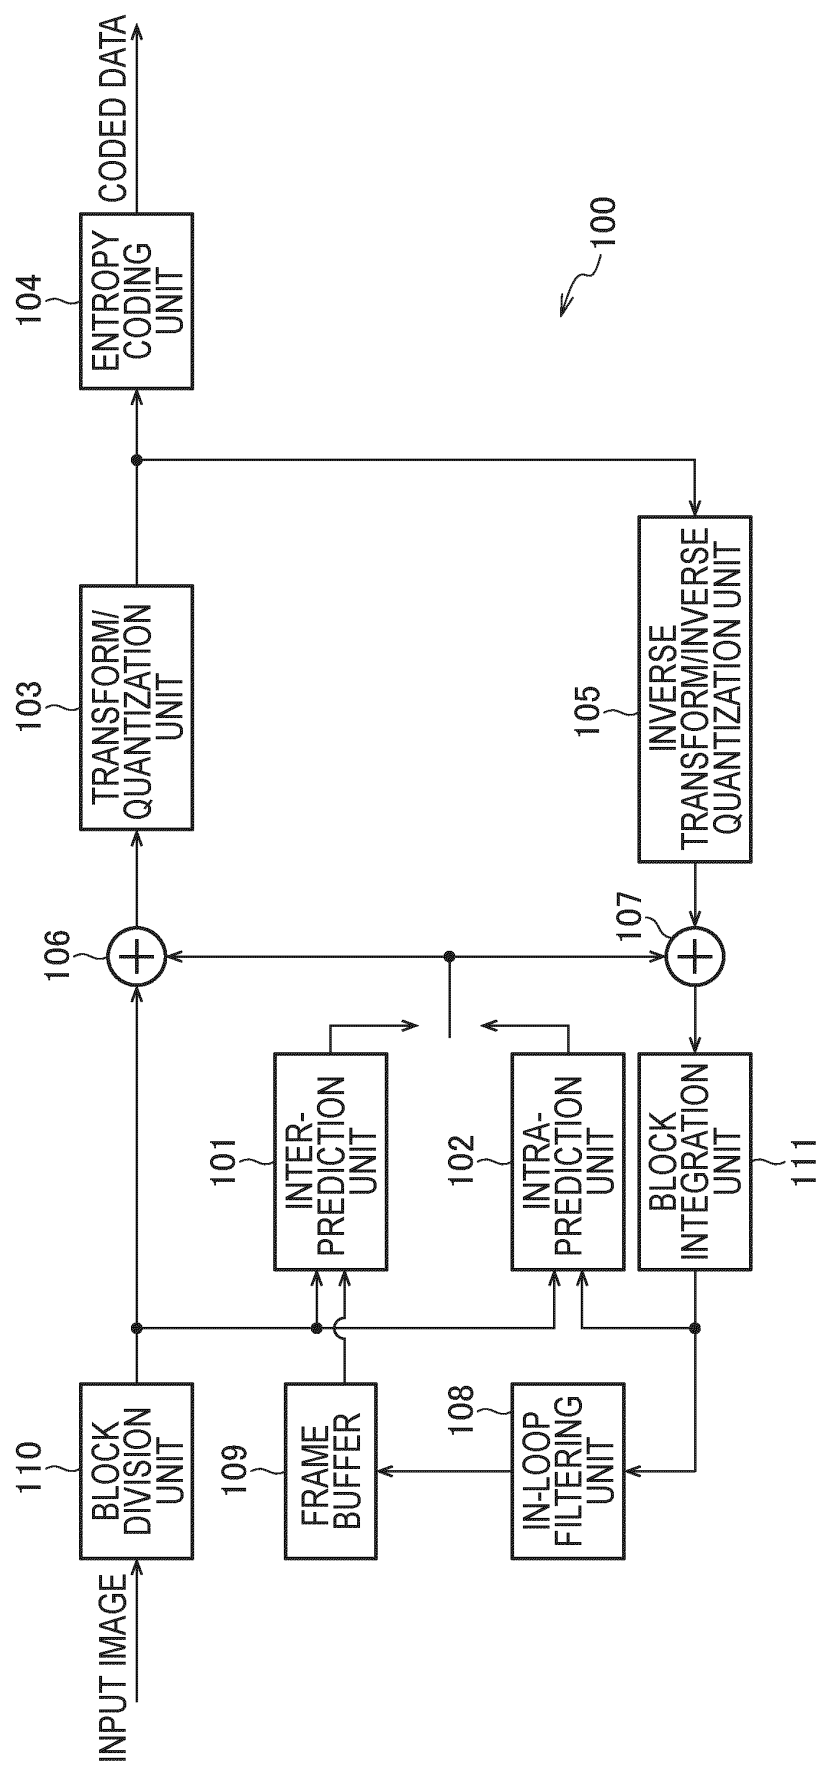 INPUT IMAGE
110
BLOCK
DIVISION
UNIT
106
103
TRANSFORM/
QUANTIZATION
UNIT
104
ENTROPY
CODING
UNIT
CODED DATA
109
FRAME
BUFFER
101
INTER-
PREDICTION
UNIT
108
IN-LOOP
FILTERING
UNIT
102
INTRA-
PREDICTION
UNIT
107
105
INVERSE
TRANSFORM/INVERSE
QUANTIZATION UNIT
100
BLOCK
INTEGRATION
UNIT
111